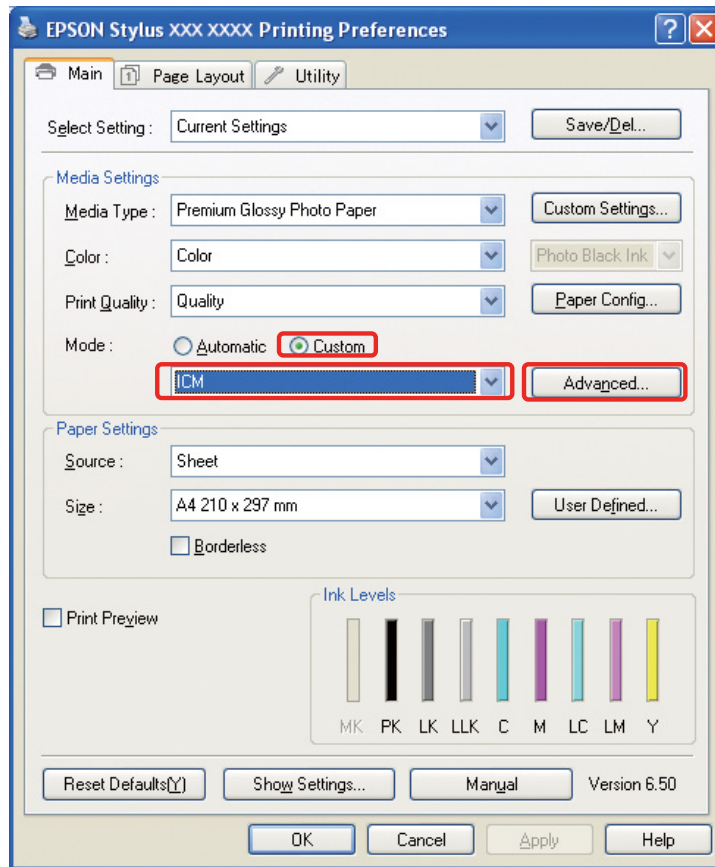 EPSON Stylus XXX XXXX Printing Preferences
Main Page Layout Utility
Select Setting : Current Settings Save/Del...
Media Settings
Media Type : Premium Glossy Photo Paper Custom Settings...
Color : Color Photo Black Ink
Print Quality : Quality Paper Config...
Mode : Automatic Custom
ICM Advanced...
Paper Settings
Source : Sheet
Size : A4 210 x 297 mm User Defined...
Borderless
Print Preview
Ink Levels
MK PK LK LLK C M LC LM Y
Reset Defaults(Y) Show Settings... Manual Version 6.50
OK Cancel Apply Help